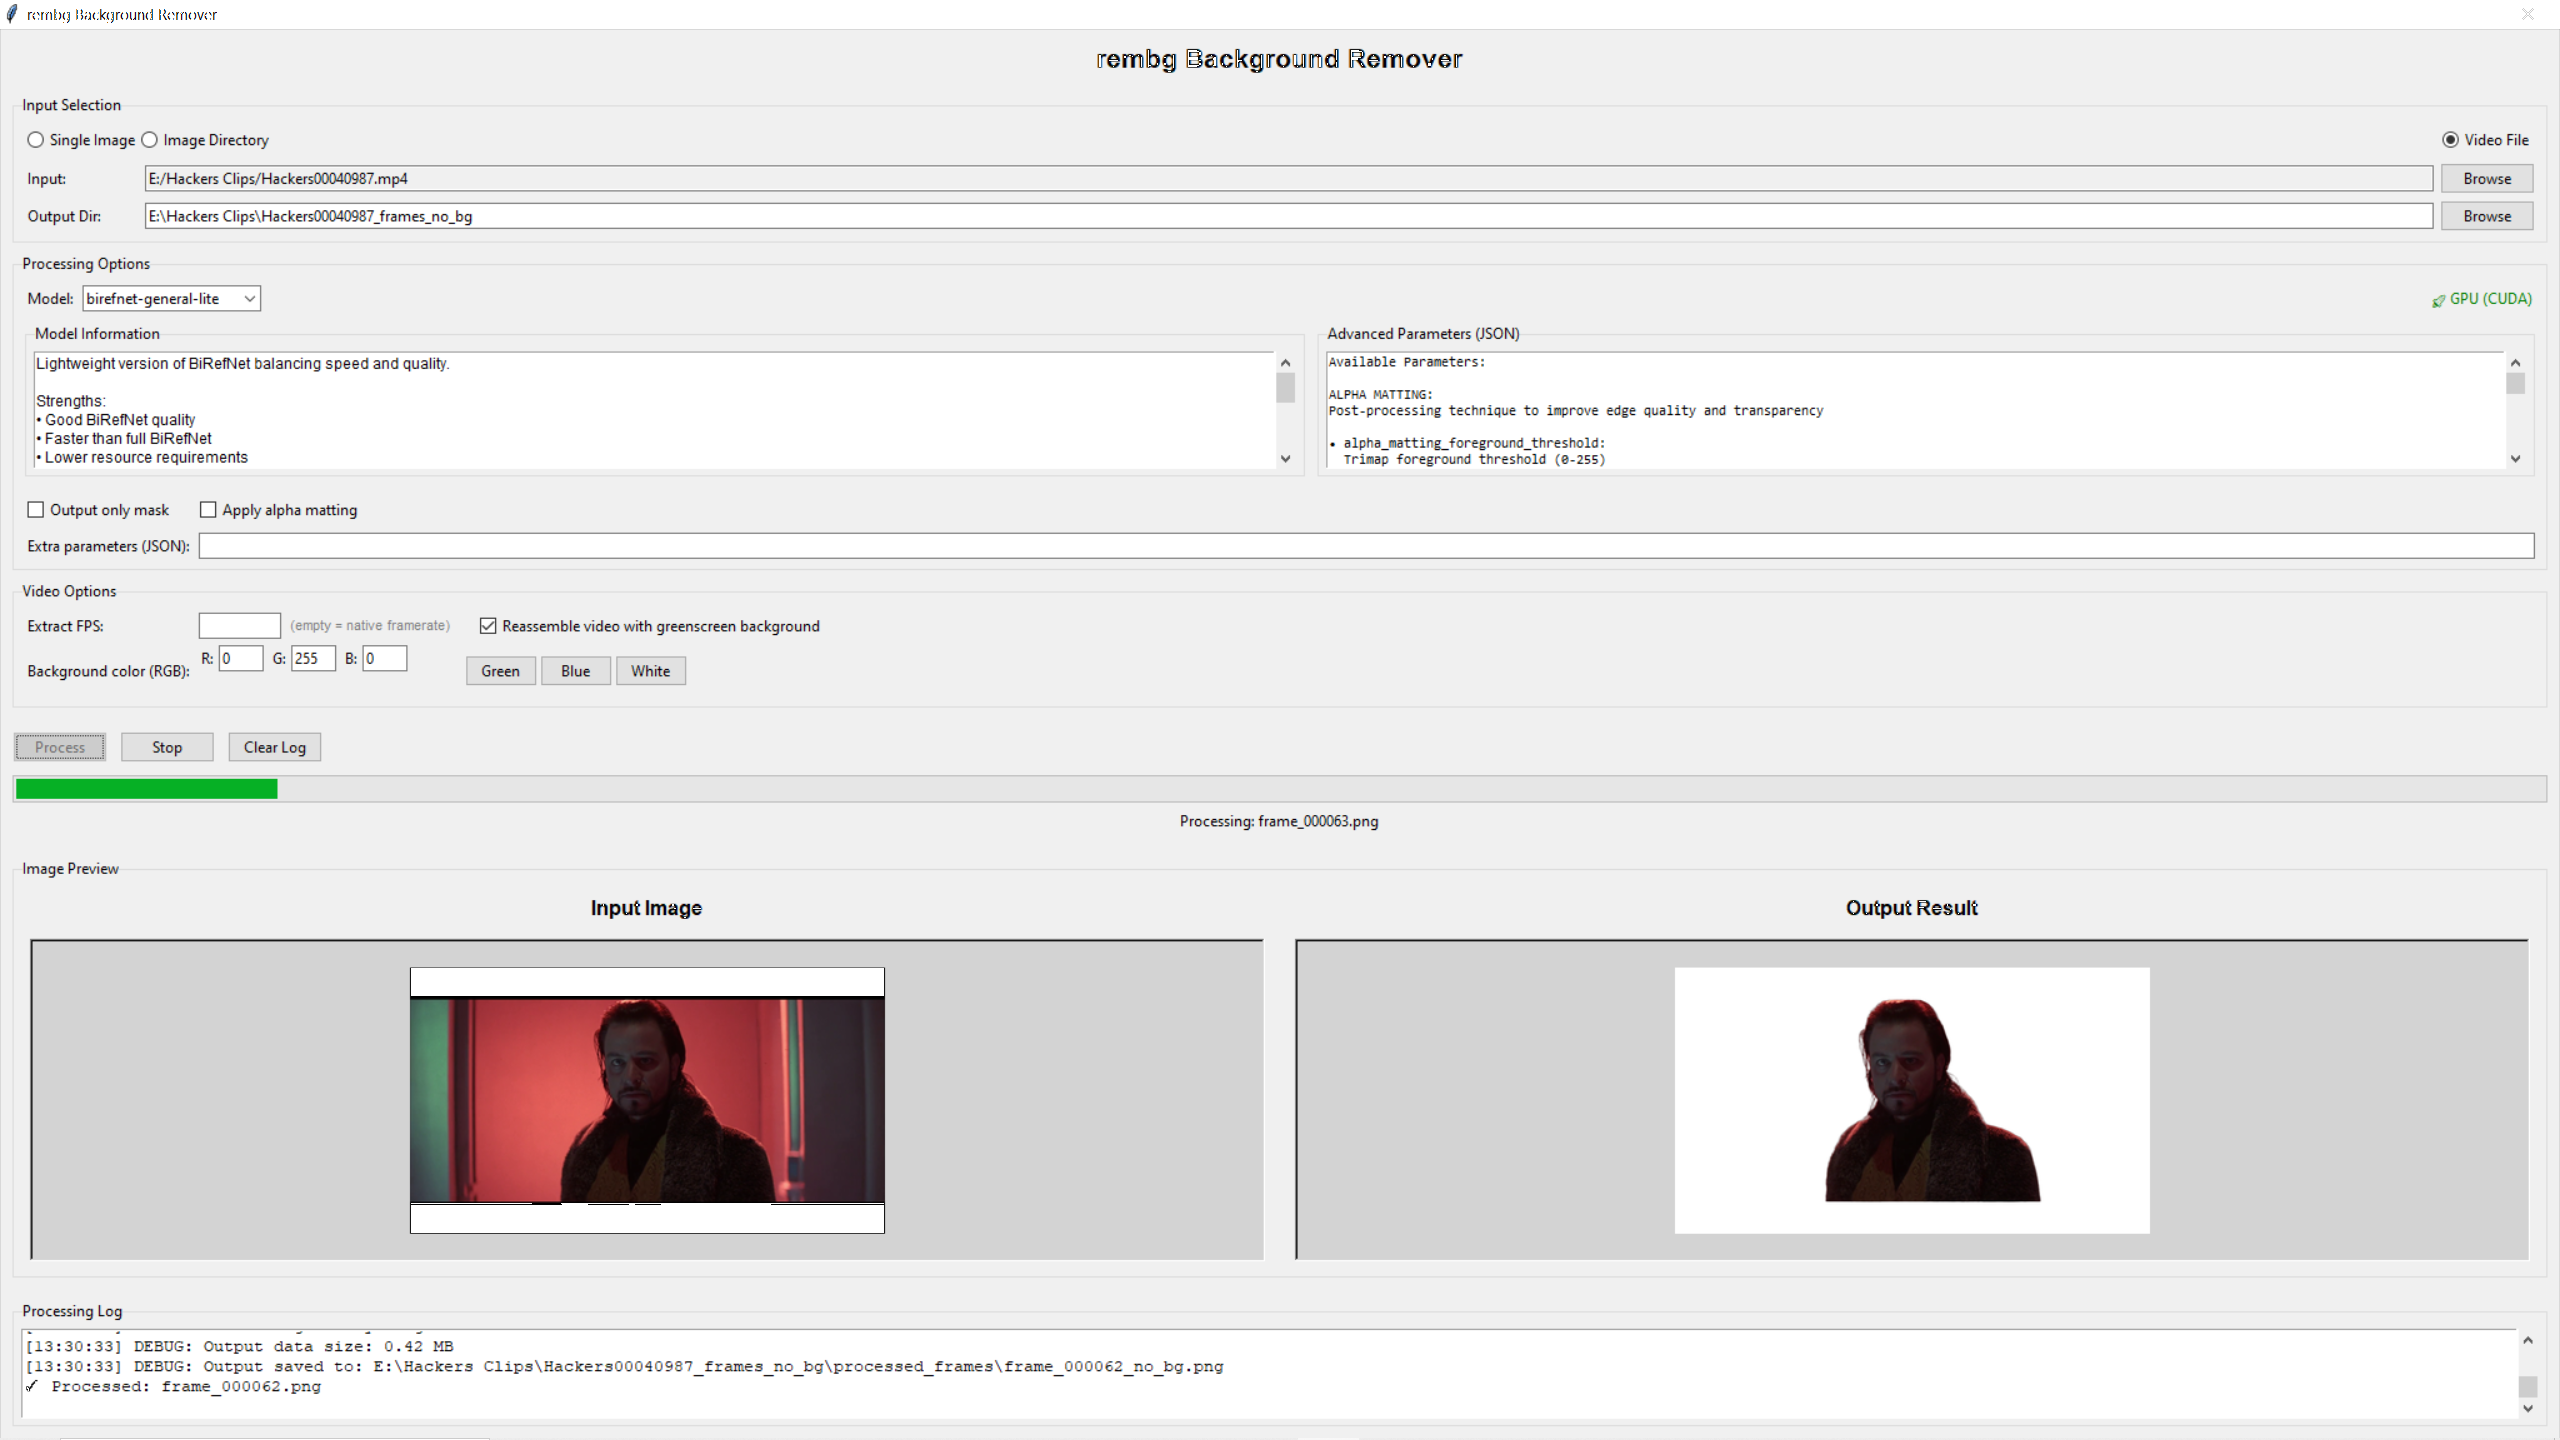 rembg Background Remover
rembg Background Remover
Input Selection
Single Image Image Directory Video File
Input: E:/Hackers Clips/Hackers00040987.mp4 Browse
Output Dir: E:\Hackers Clips\Hackers00040987_frames_no_bg Browse
Processing Options
Model: birefnet-general-lite GPU (CUDA)
Model Information
Lightweight version of BiRefNet balancing speed and quality.
Strengths:
• Good BiRefNet quality
• Faster than full BiRefNet
• Lower resource requirements
Advanced Parameters (JSON)
Available Parameters:
ALPHA MATTING:
Post-processing technique to improve edge quality and transparency
• alpha_matting_foreground_threshold:
Trimap foreground threshold (0-255)
Output only mask Apply alpha matting
Extra parameters (JSON):
Video Options
Extract FPS: (empty = native framerate) Reassemble video with greenscreen background
Background color (RGB): R: 0 G: 255 B: 0 Green Blue White
Process Stop Clear Log
Processing: frame_000063.png
Image Preview
Input Image Output Result
Processing Log
[13:30:33] DEBUG: Output data size: 0.42 MB
[13:30:33] DEBUG: Output saved to: E:\Hackers Clips\Hackers00040987_frames_no_bg\processed_frames\frame_000062_no_bg.png
✓ Processed: frame_000062.png